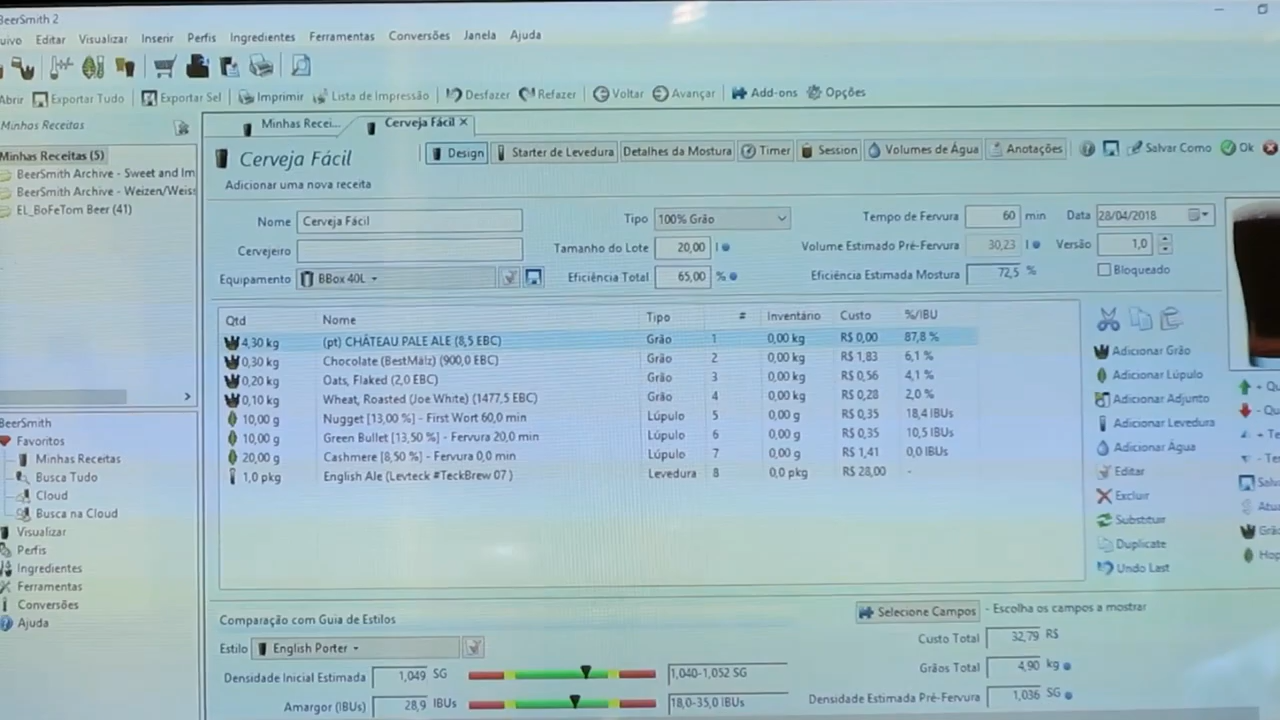 BeerSmith 2
uivo Editar Visualizar Inserir Perfis Ingredientes Ferramentas Conversões Janela Ajuda
Abrir Exportar Tudo Exportar Sel Imprimir Lista de Impressão Desfazer Refazer Voltar Avançar Add-ons Opções
Minhas Receitas
Minhas Recei... Cerveja Fácil
Minhas Receitas (5)
BeerSmith Archive - Sweet and Im
BeerSmith Archive - Weizen/Weiss
EL_BoFeTom Beer (41)
Cerveja Fácil Design Starter de Levedura Detalhes da Mostura Timer Session Volumes de Água Anotações Salvar Como Ok
Adicionar uma nova receita
Nome Cerveja Fácil Tipo 100% Grão Tempo de Fervura 60 min Data 28/04/2018
Cervejeiro Tamanho do Lote 20,00 l Volume Estimado Pré-Fervura 30,23 l Versão 1,0
Equipamento BBox 40L Eficiência Total 65,00 % Eficiência Estimada Mostura 72,5 % Bloqueado
Qtd Nome Tipo # Inventário Custo %/IBU
4,30 kg (pt) CHÂTEAU PALE ALE (8,5 EBC) Grão 1 0,00 kg R$ 0,00 87,8 %
0,30 kg Chocolate (BestMälz) (900,0 EBC) Grão 2 0,00 kg R$ 1,83 6,1 %
0,20 kg Oats, Flaked (2,0 EBC) Grão 3 0,00 kg R$ 0,56 4,1 %
0,10 kg Wheat, Roasted (Joe White) (1477,5 EBC) Grão 4 0,00 kg R$ 0,28 2,0 %
10,00 g Nugget [13,00 %] - First Wort 60,0 min Lúpulo 5 0,00 g R$ 0,35 18,4 IBUs
10,00 g Green Bullet [13,50 %] - Fervura 20,0 min Lúpulo 6 0,00 g R$ 0,35 10,5 IBUs
20,00 g Cashmere [8,50 %] - Fervura 0,0 min Lúpulo 7 0,00 g R$ 1,41 0,0 IBUs
1,0 pkg English Ale (Levteck #TeckBrew 07 ) Levedura 8 0,0 pkg R$ 28,00 -
Adicionar Grão
Adicionar Lúpulo
Adicionar Adjunto
Adicionar Levedura
Adicionar Água
Editar
Excluir
Substituir
Duplicate
Undo Last
+ Qu
- Qu
+ Te
- Ter
Salv
Atua
Grão
Hop
BeerSmith
Favoritos
Minhas Receitas
Busca Tudo
Cloud
Busca na Cloud
Visualizar
Perfis
Ingredientes
Ferramentas
Conversões
Ajuda
Comparação com Guia de Estilos
Selecione Campos - Escolha os campos a mostrar
Estilo English Porter
Custo Total 32,79 R$
Densidade Inicial Estimada 1,049 SG 1,040-1,052 SG
Grãos Total 4,90 kg
Amargor (IBUs) 28,9 IBUs 18,0-35,0 IBUs
Densidade Estimada Pré-Fervura 1,036 SG